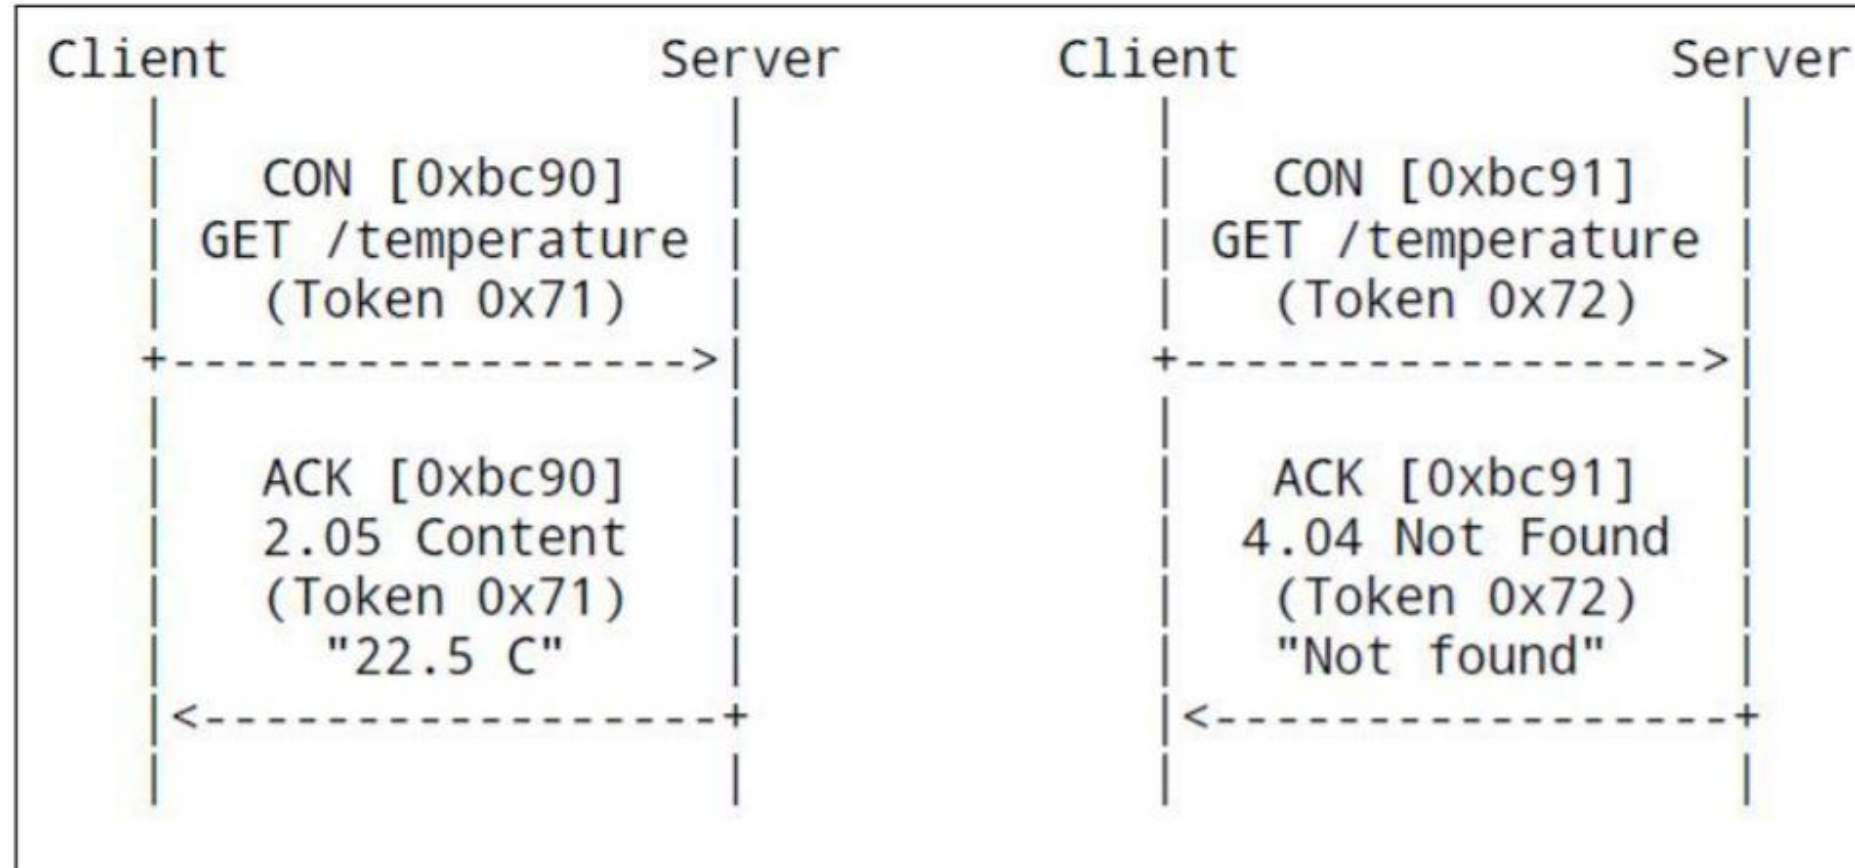 Client Server Client Server
CON [0xbc90] CON [0xbc91]
GET /temperature GET /temperature
(Token 0x71) (Token 0x72)
+------------------>| +------------------>|
ACK [0xbc90] ACK [0xbc91]
2.05 Content 4.04 Not Found
(Token 0x71) (Token 0x72)
"22.5 C" "Not found"
|<------------------+ |<------------------+